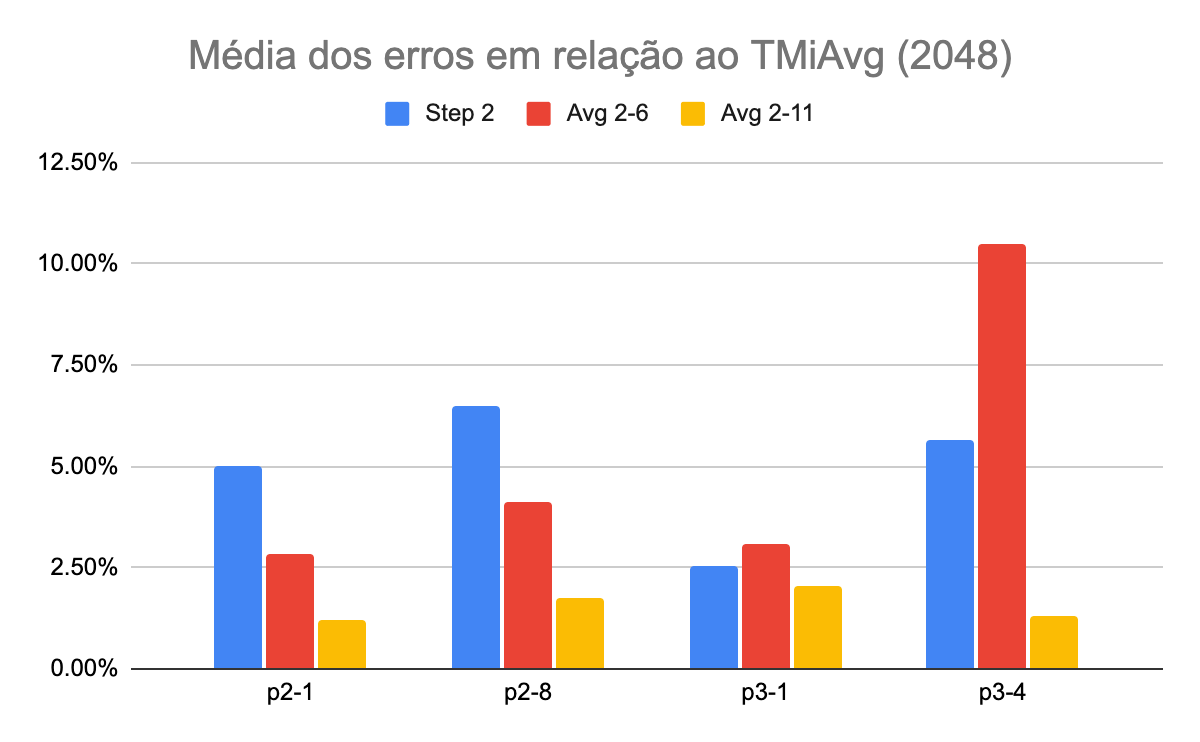 Média dos erros em relação ao TMiAvg (2048)
Step 2 Avg 2-6 Avg 2-11
12.50%
10.00%
7.50%
5.00%
2.50%
0.00%
p2-1 p2-8 p3-1 p3-4